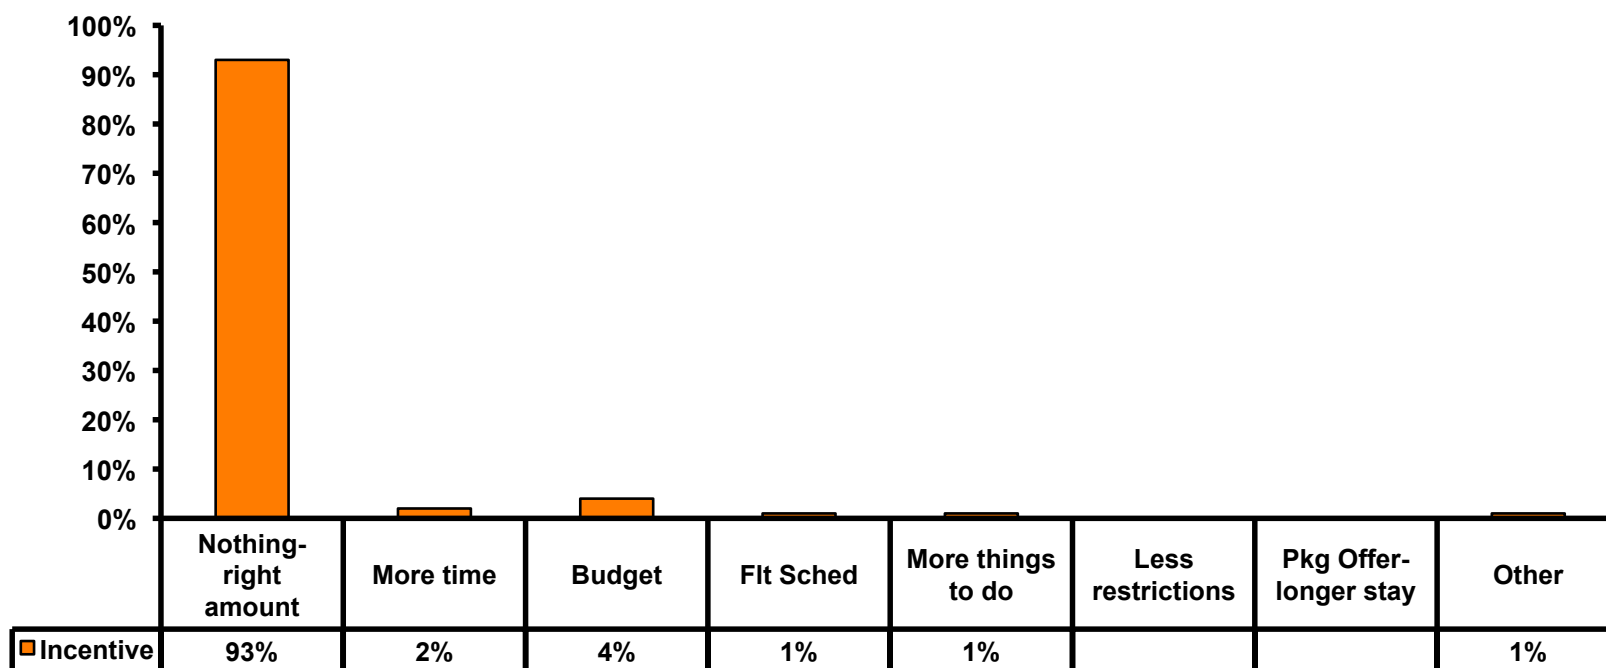 100%
90%
80%
70%
60%
50%
40%
30%
20%
10%
0%
Nothing-
right
amount
More time
Budget
Flt Sched
More things
to do
Less
restrictions
Pkg Offer-
longer stay
Other
Incentive 93% 2% 4% 1% 1% 1%